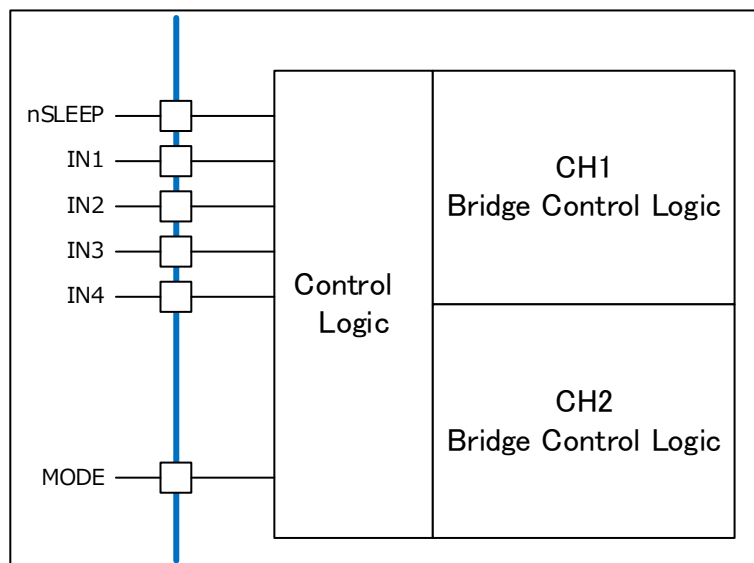 nSLEEP
IN1
IN2
IN3
IN4
MODE
Control
Logic
CH1
Bridge Control Logic
CH2
Bridge Control Logic